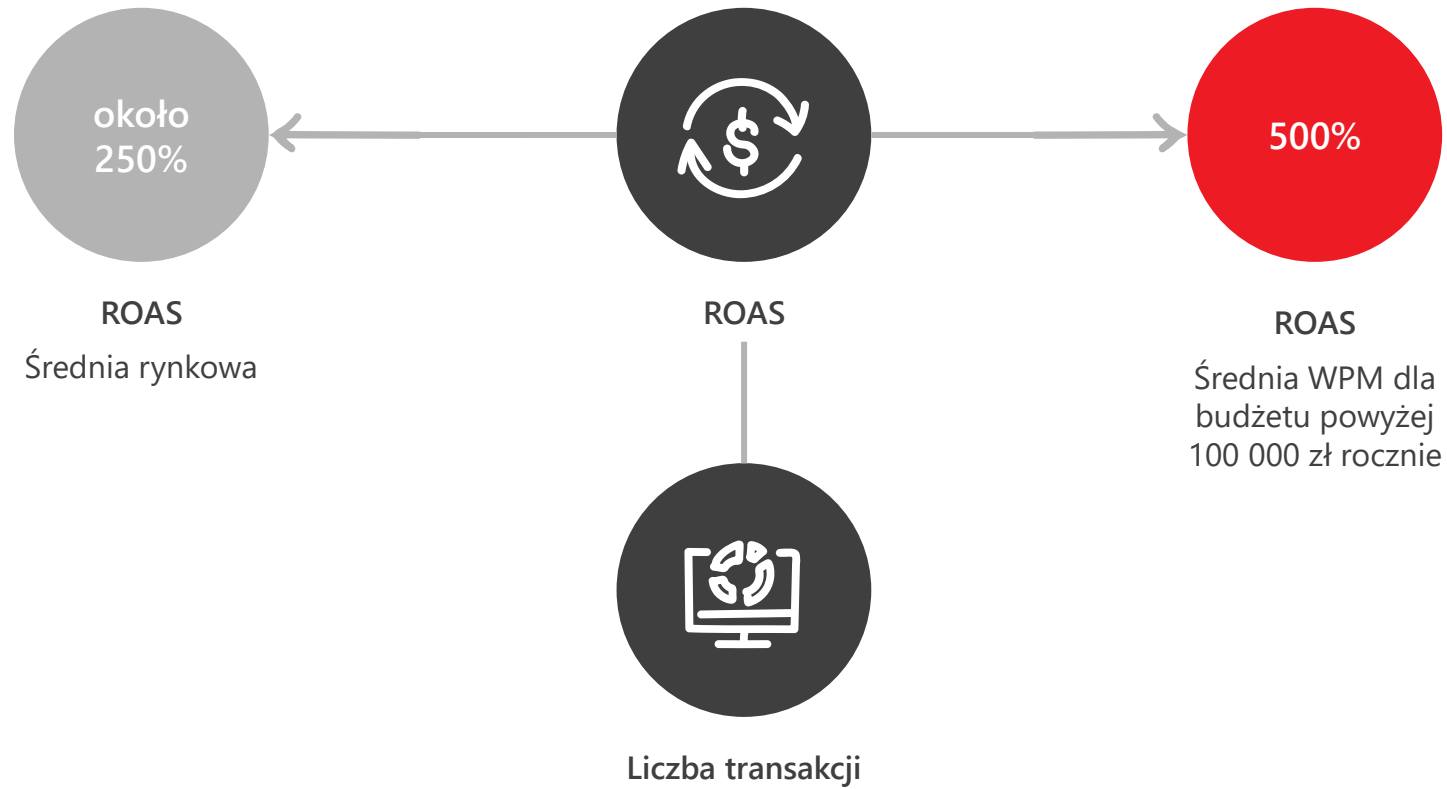 około
250%
500%
ROAS
Średnia rynkowa
ROAS
ROAS
Średnia WPM dla
budżetu powyżej
100 000 zł rocznie
Liczba transakcji